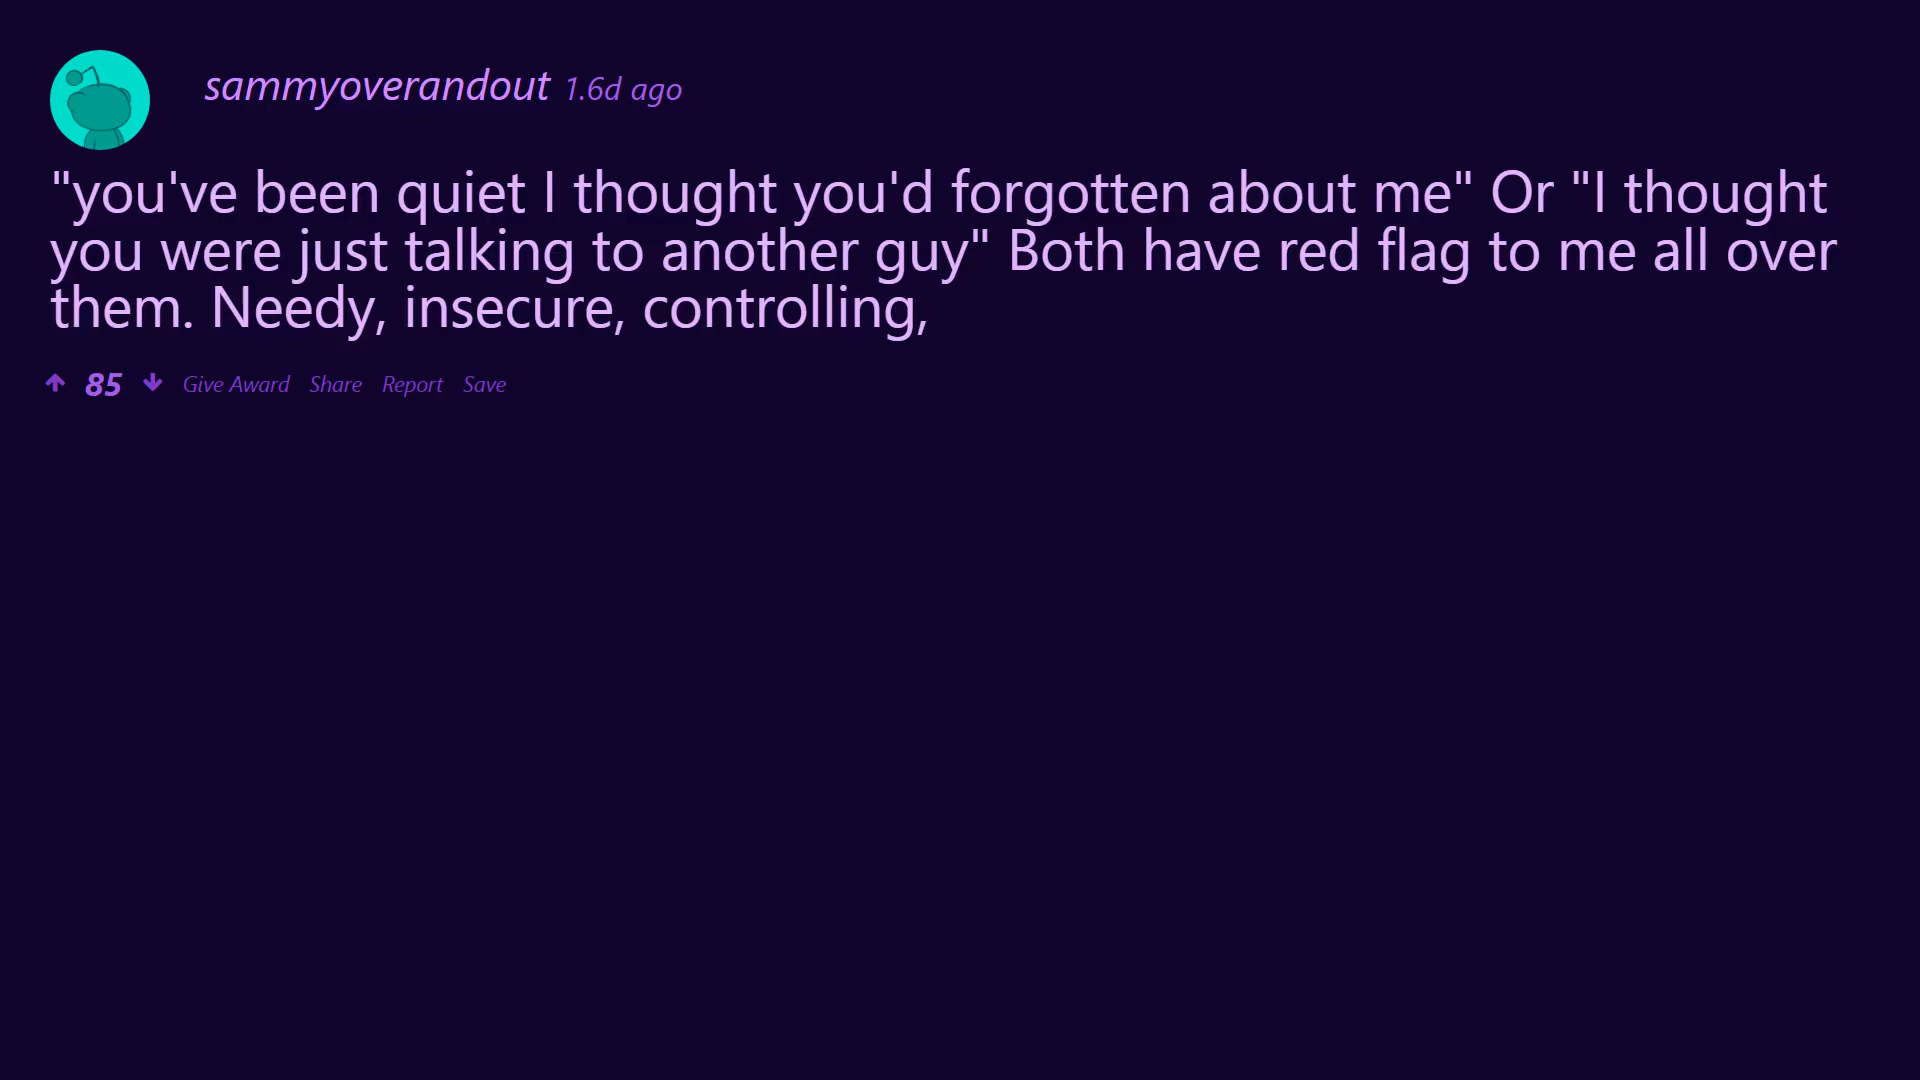 sammyoverandout 1.6d ago
"you've been quiet I thought you'd forgotten about me" Or "I thought
you were just talking to another guy" Both have red flag to me all over
them. Needy, insecure, controlling,
85 Give Award Share Report Save